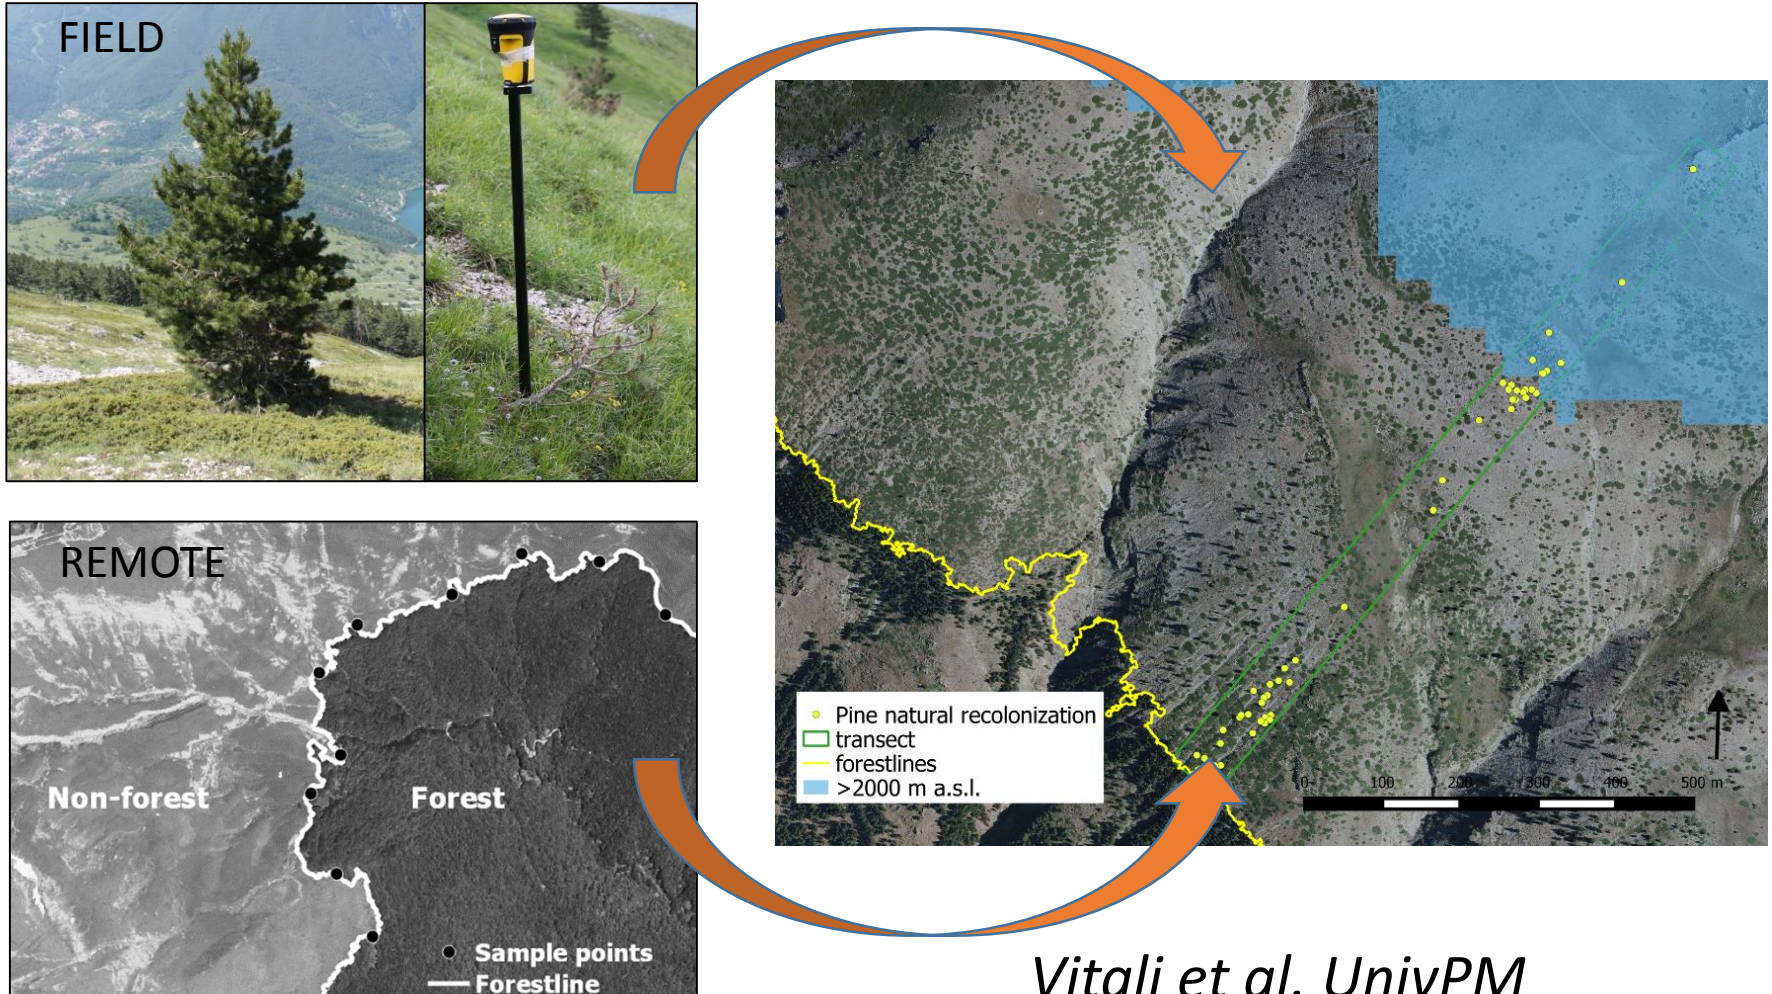 FIELD
REMOTE
Non-forest
Forest
Sample points
Forestline
Pine natural recolonization
transect
forestlines
>2000 m a.s.l.
0 100 200 300 400 500 m
Vitali et al. UnivPM